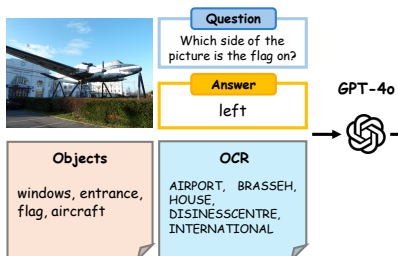 Question
Which side of the
picture is the flag on?
Answer
left
GPT-4o
Objects
windows, entrance,
flag, aircraft
OCR
AIRPORT, BRASSEH,
HOUSE,
DISINESSCENTRE,
INTERNATIONAL